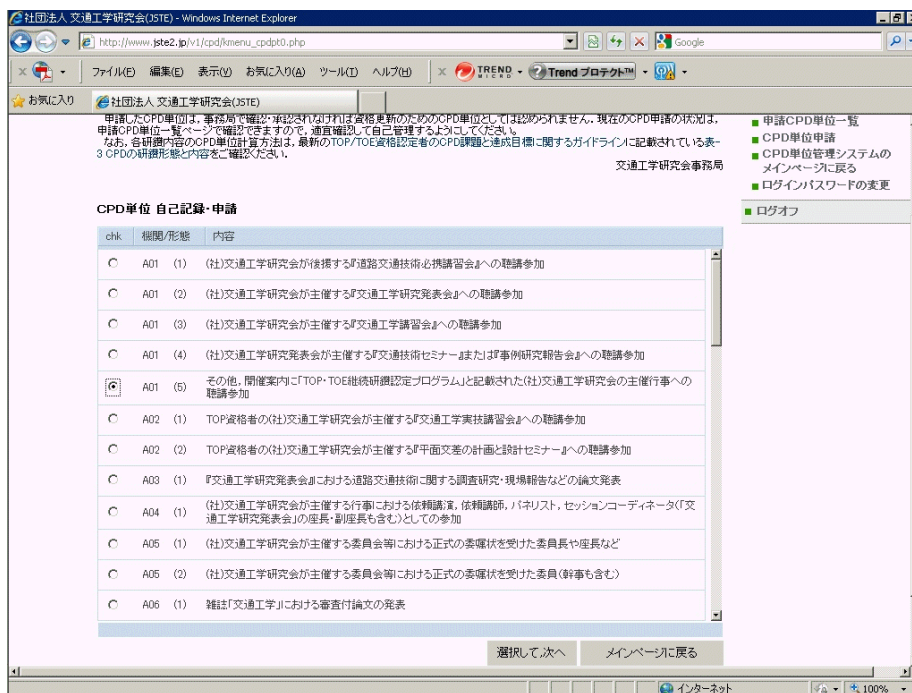 社団法人 交通工学研究会(JSTE) - Windows Internet Explorer
http://www.jste2.jp/v1/cpd/kmenu_cpdpt0.php
Google
ファイル(F) 編集(E) 表示(V) お気に入り(A) ツール(T) ヘルプ(H)
TREND MICRO
Trend プロテクト™
お気に入り
社団法人 交通工学研究会(JSTE)
申請したCPD単位は，事務局で確認・承認されなければ資格更新のためのCPD単位としては認められません。現在のCPD申請の状況は，
申請CPD単位一覧ページで確認できますので，適宜確認して自己管理するようにしてください。
なお，各研鑽内容のCPD単位計算方法は，最新のTOP/TOE資格認定者のCPD課題と達成目標に関するガイドラインに記載されている表-
3 CPDの研鑽形態と内容をご確認ください。
交通工学研究会事務局
申請CPD単位一覧
CPD単位申請
CPD単位管理システムの
メインページに戻る
ログインパスワードの変更
ログオフ
CPD単位 自己記録・申請
chk 機関/形態 内容
A01 (1) (社)交通工学研究会が後援する『道路交通技術必携講習会』への聴講参加
A01 (2) (社)交通工学研究会が主催する『交通工学研究発表会』への聴講参加
A01 (3) (社)交通工学研究会が主催する『交通工学講習会』への聴講参加
A01 (4) (社)交通工学研究発表会が主催する『交通技術セミナー』または『事例研究報告会』への聴講参加
A01 (5) その他，開催案内に「TOP・TOE継続研鑽認定プログラム」と記載された(社)交通工学研究会の主催行事への
聴講参加
A02 (1) TOP資格者の(社)交通工学研究会が主催する『交通工学実技講習会』への聴講参加
A02 (2) TOP資格者の(社)交通工学研究会が主催する『平面交差の計画と設計セミナー』への聴講参加
A03 (1) 『交通工学研究発表会』における道路交通技術に関する調査研究・現場報告などの論文発表
A04 (1) (社)交通工学研究会が主催する行事における依頼講演，依頼講師，パネリスト，セッションコーディネータ(「交
通工学研究発表会」の座長・副座長も含む)としての参加
A05 (1) (社)交通工学研究会が主催する委員会等における正式の委嘱状を受けた委員長や座長など
A05 (2) (社)交通工学研究会が主催する委員会等における正式の委嘱状を受けた委員(幹事も含む)
A06 (1) 雑誌「交通工学」における審査付論文の発表
選択して,次へ メインページに戻る
インターネット
100%